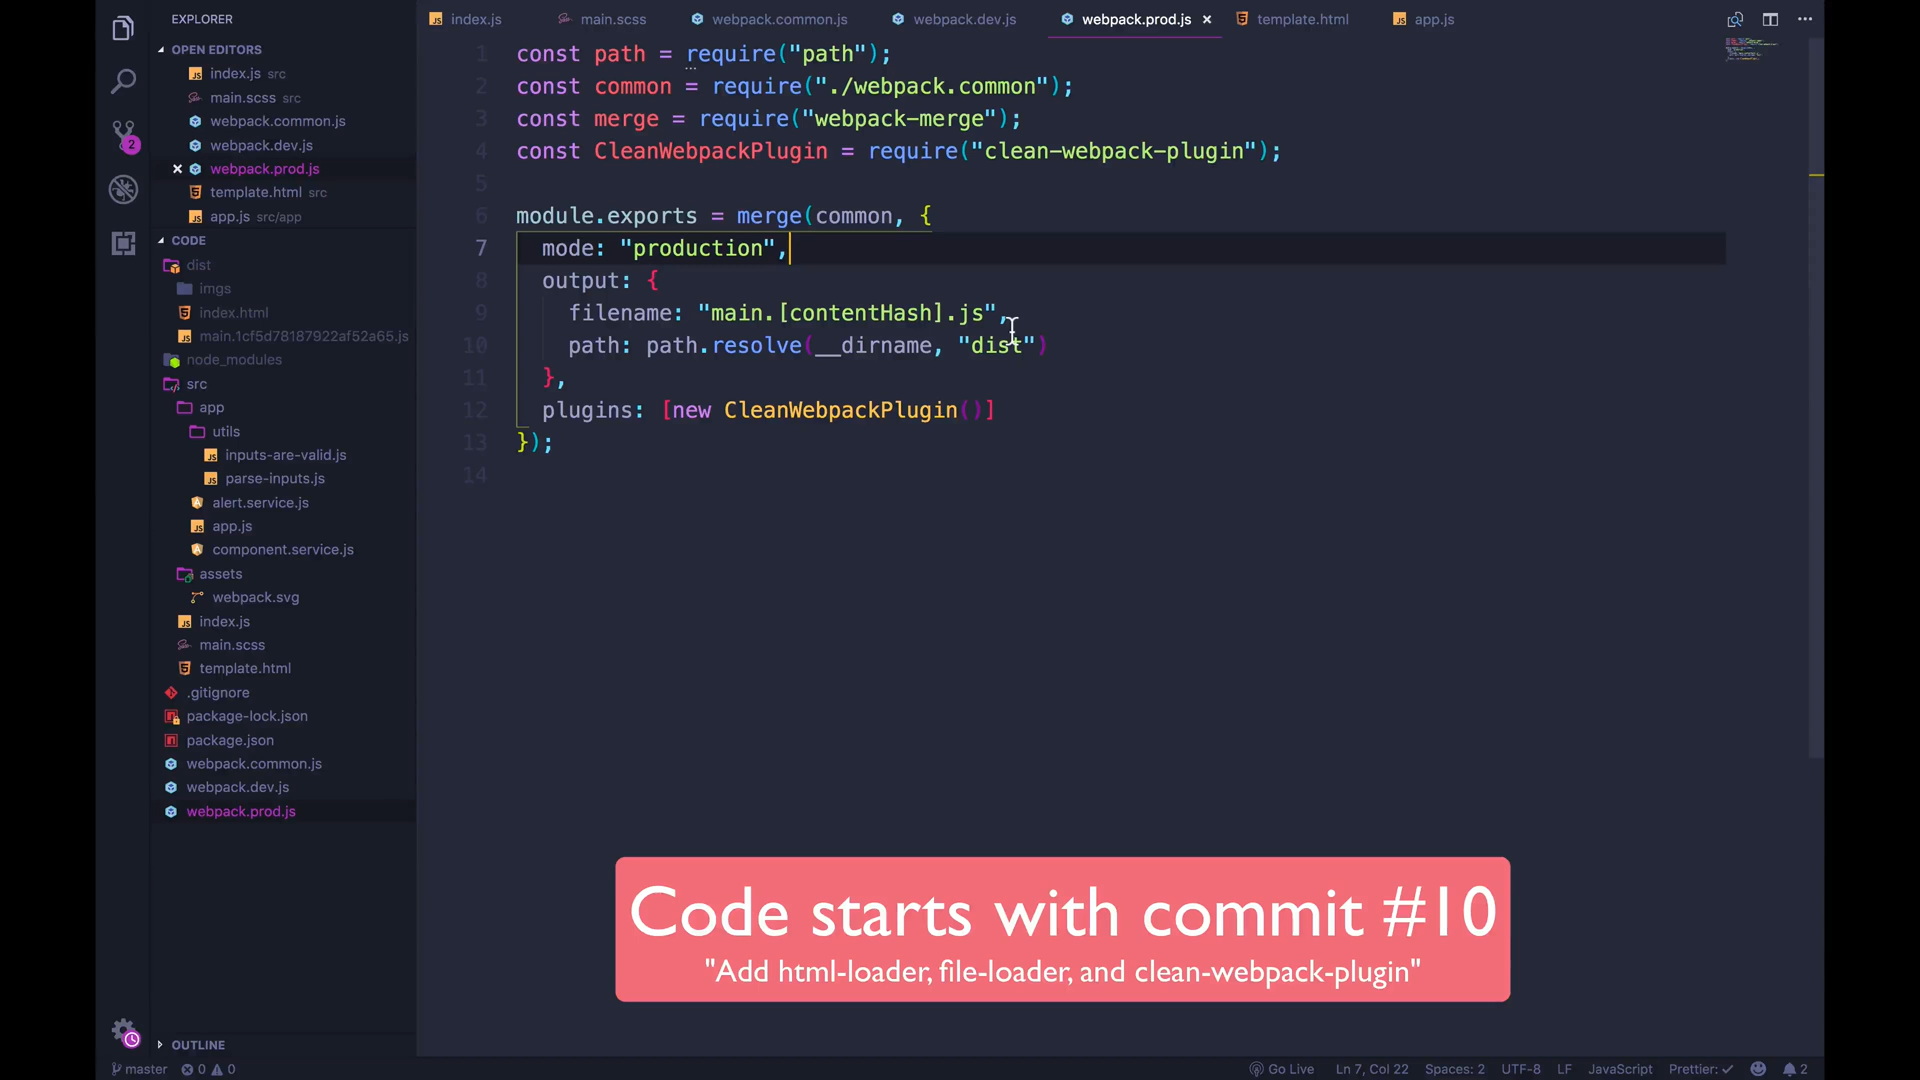 EXPLORER
OPEN EDITORS
index.js src
main.scss src
webpack.common.js
webpack.dev.js
webpack.prod.js
template.html src
app.js src/app
CODE
dist
imgs
index.html
main.1cf5d78187922af52a65.js
node_modules
src
app
utils
inputs-are-valid.js
parse-inputs.js
alert.service.js
app.js
component.service.js
assets
webpack.svg
index.js
main.scss
template.html
.gitignore
package-lock.json
package.json
webpack.common.js
webpack.dev.js
webpack.prod.js
OUTLINE
2
index.js main.scss webpack.common.js webpack.dev.js webpack.prod.js template.html app.js
1 const path = require("path");
2 const common = require("./webpack.common");
3 const merge = require("webpack-merge");
4 const CleanWebpackPlugin = require("clean-webpack-plugin");
5
6 module.exports = merge(common, {
7 mode: "production",
8 output: {
9 filename: "main.[contentHash].js",
10 path: path.resolve(__dirname, "dist")
11 },
12 plugins: [new CleanWebpackPlugin()]
13 });
14
Code starts with commit #10
"Add html-loader, file-loader, and clean-webpack-plugin"
master 0 0 Go Live Ln 7, Col 22 Spaces: 2 UTF-8 LF JavaScript Prettier: ✓ 2